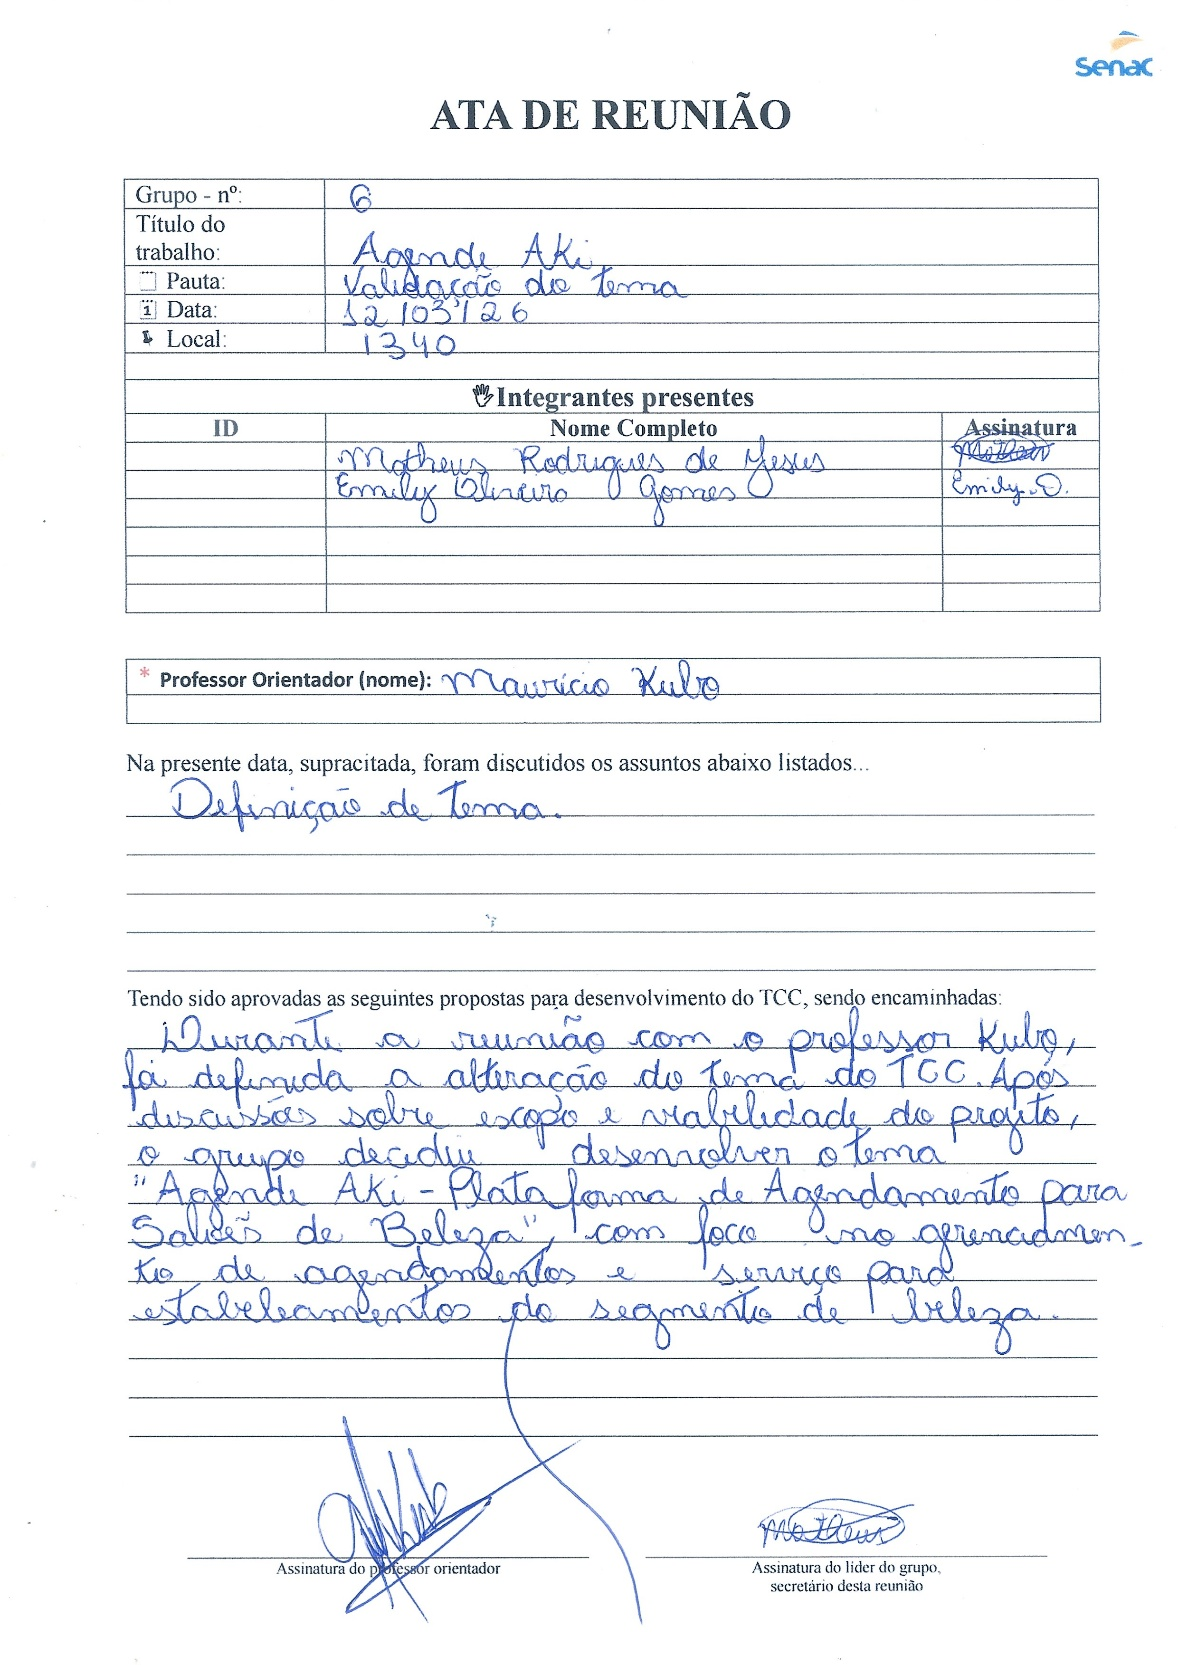 Senac
ATA DE REUNIÃO
Grupo - nº: 6
Título do
trabalho: Agende AKi
Pauta: Validação do tema
Data: 12/03/26
Local: 1340
Integrantes presentes
ID Nome Completo Assinatura
Matheus Rodrigues de Jesus Matheus
Emily Oliveira Gomes Emily O.
* Professor Orientador (nome): Maurício Kubo
Na presente data, supracitada, foram discutidos os assuntos abaixo listados...
Definição de tema.
Tendo sido aprovadas as seguintes propostas para desenvolvimento do TCC, sendo encaminhadas:
Durante a reunião com o professor Kubo,
foi definida a alteração do tema do TCC. Após
discussões sobre escopo e viabilidade do projeto,
o grupo decidiu desenvolver o tema
"Agende AKi - Plataforma de Agendamento para
Salões de Beleza", com foco no gerenciamen-
to de agendamentos e serviço para
estabeleamentos do segmento de beleza.
Matheus
Assinatura do professor orientador
Assinatura do líder do grupo,
secretário desta reunião